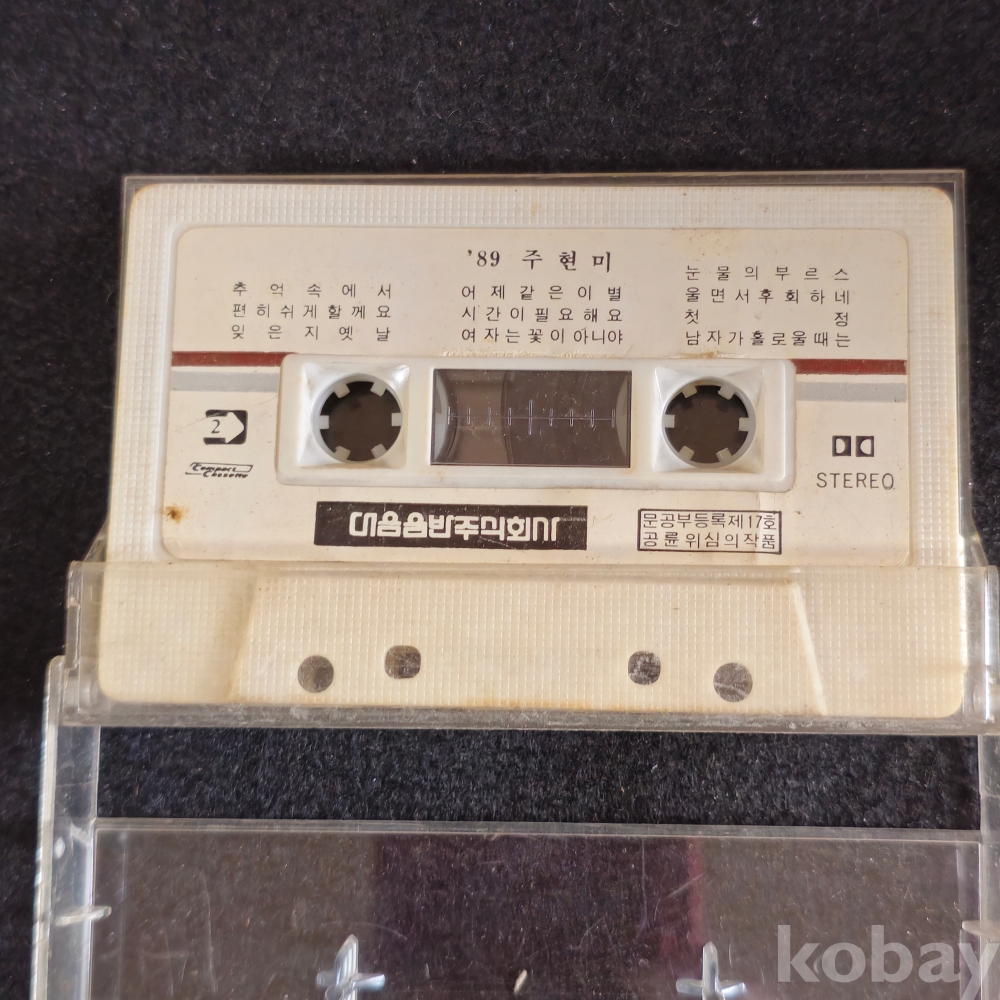 '89 주현미
추억속에서
편히쉬게할께요
잊은지옛날
어제같은이별
시간이필요해요
여자는꽃이아니야
눈물의부르스
울면서후회하네
첫정
남자가홀로울때는
2
Compact
Cassette
STEREO
대음음반주식회사
문공부등록제17호
공륜위심의작품
kobay